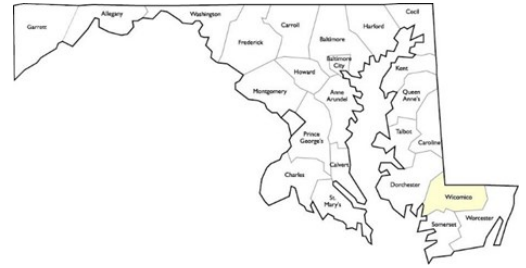 Garrett
Allegany
Washington
Frederick
Carroll
Baltimore
Harford
Cecil
Baltimore
City
Howard
Kent
Montgomery
Anne
Arundel
Queen
Anne's
Prince
George's
Talbot
Caroline
Calvert
Charles
St.
Mary's
Dorchester
Wicomico
Somerset
Worcester